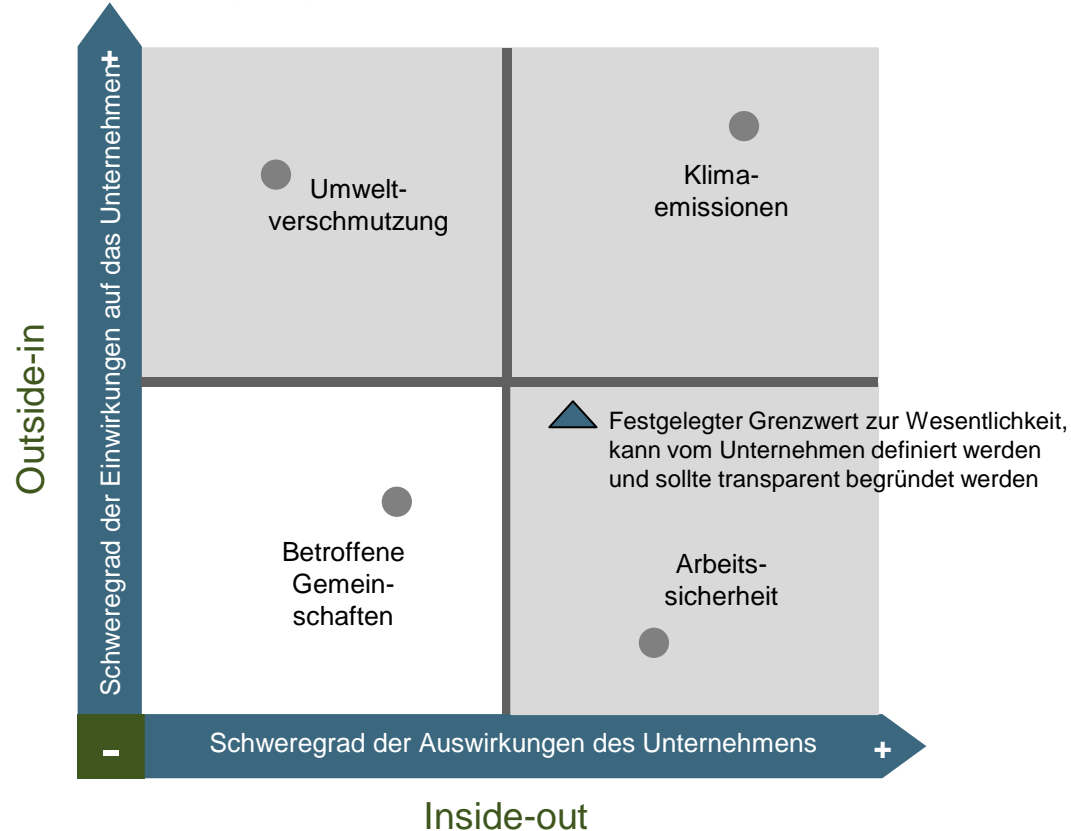 Outside-in
Schweregrad der Einwirkungen auf das Unternehmen
+
Umwelt-
verschmutzung
Klima-
emissionen
Festgelegter Grenzwert zur Wesentlichkeit,
kann vom Unternehmen definiert werden
und sollte transparent begründet werden
Betroffene
Gemein-
schaften
Arbeits-
sicherheit
-
Schweregrad der Auswirkungen des Unternehmens
+
Inside-out